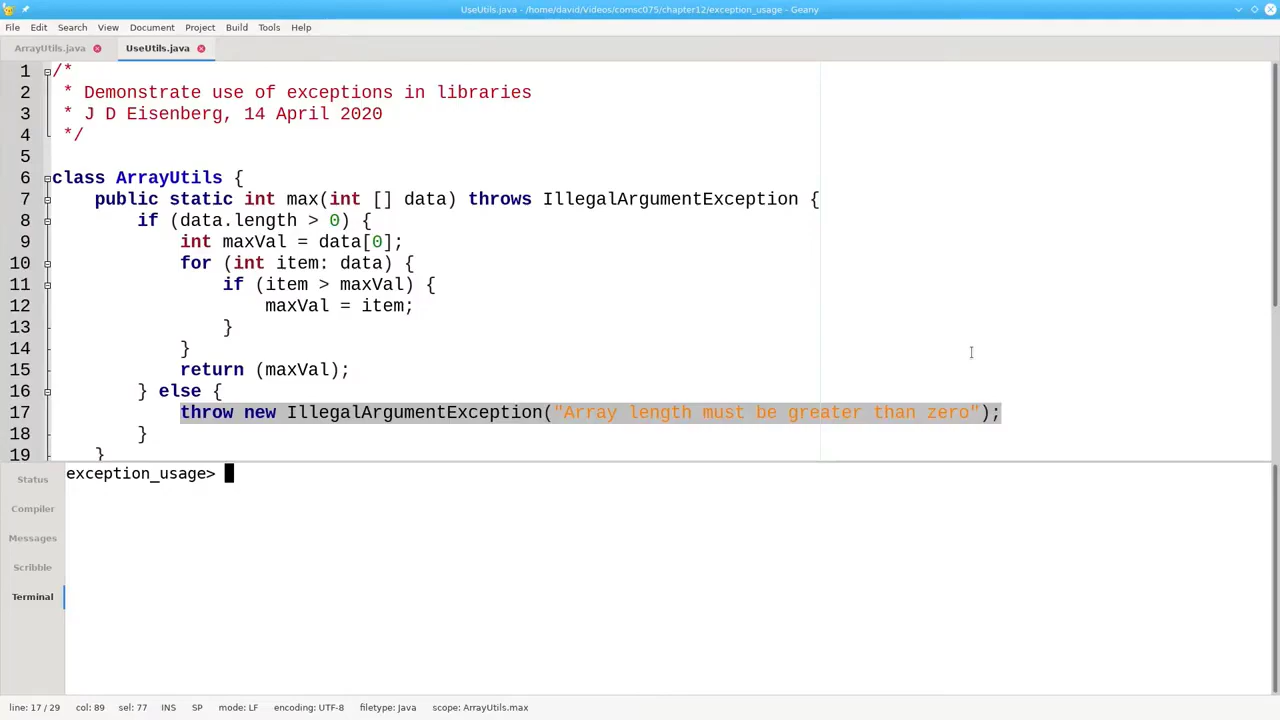 UseUtils.java - /home/david/Videos/comsc075/chapter12/exception_usage - Geany
File Edit Search View Document Project Build Tools Help
ArrayUtils.java UseUtils.java
1 /*
2  * Demonstrate use of exceptions in libraries
3  * J D Eisenberg, 14 April 2020
4  */
5
6 class ArrayUtils {
7     public static int max(int [] data) throws IllegalArgumentException {
8         if (data.length > 0) {
9             int maxVal = data[0];
10             for (int item: data) {
11                 if (item > maxVal) {
12                     maxVal = item;
13                 }
14             }
15             return (maxVal);
16         } else {
17             throw new IllegalArgumentException("Array length must be greater than zero");
18         }
19     }
Status
Compiler
Messages
Scribble
Terminal
exception_usage>
line: 17 / 29 col: 89 sel: 77 INS SP mode: LF encoding: UTF-8 filetype: Java scope: ArrayUtils.max